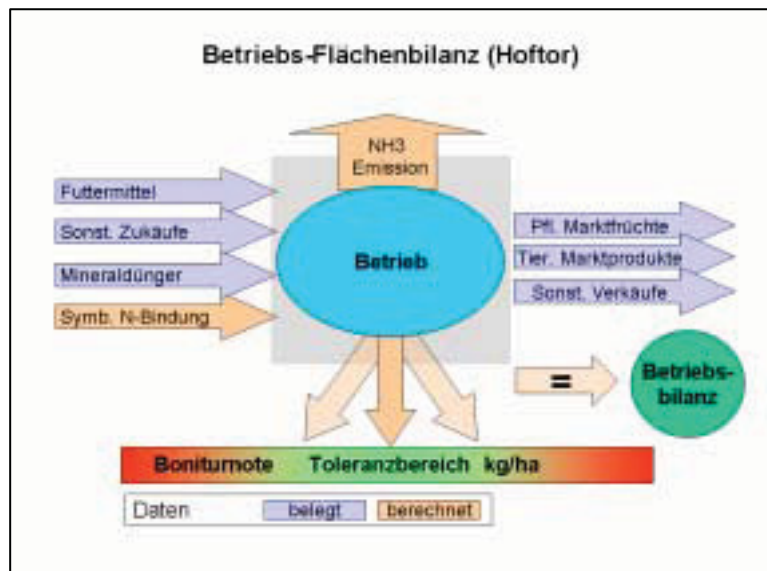 Betriebs-Flächenbilanz (Hoftor)
NH3
Emission
Futtermittel
Sonst. Zukäufe
Mineraldünger
Symb. N-Bindung
Betrieb
Pfl. Marktfrüchte
Tier. Marktprodukte
Sonst. Verkäufe
=
Betriebs-
bilanz
Boniturnote Toleranzbereich kg/ha
Daten belegt berechnet